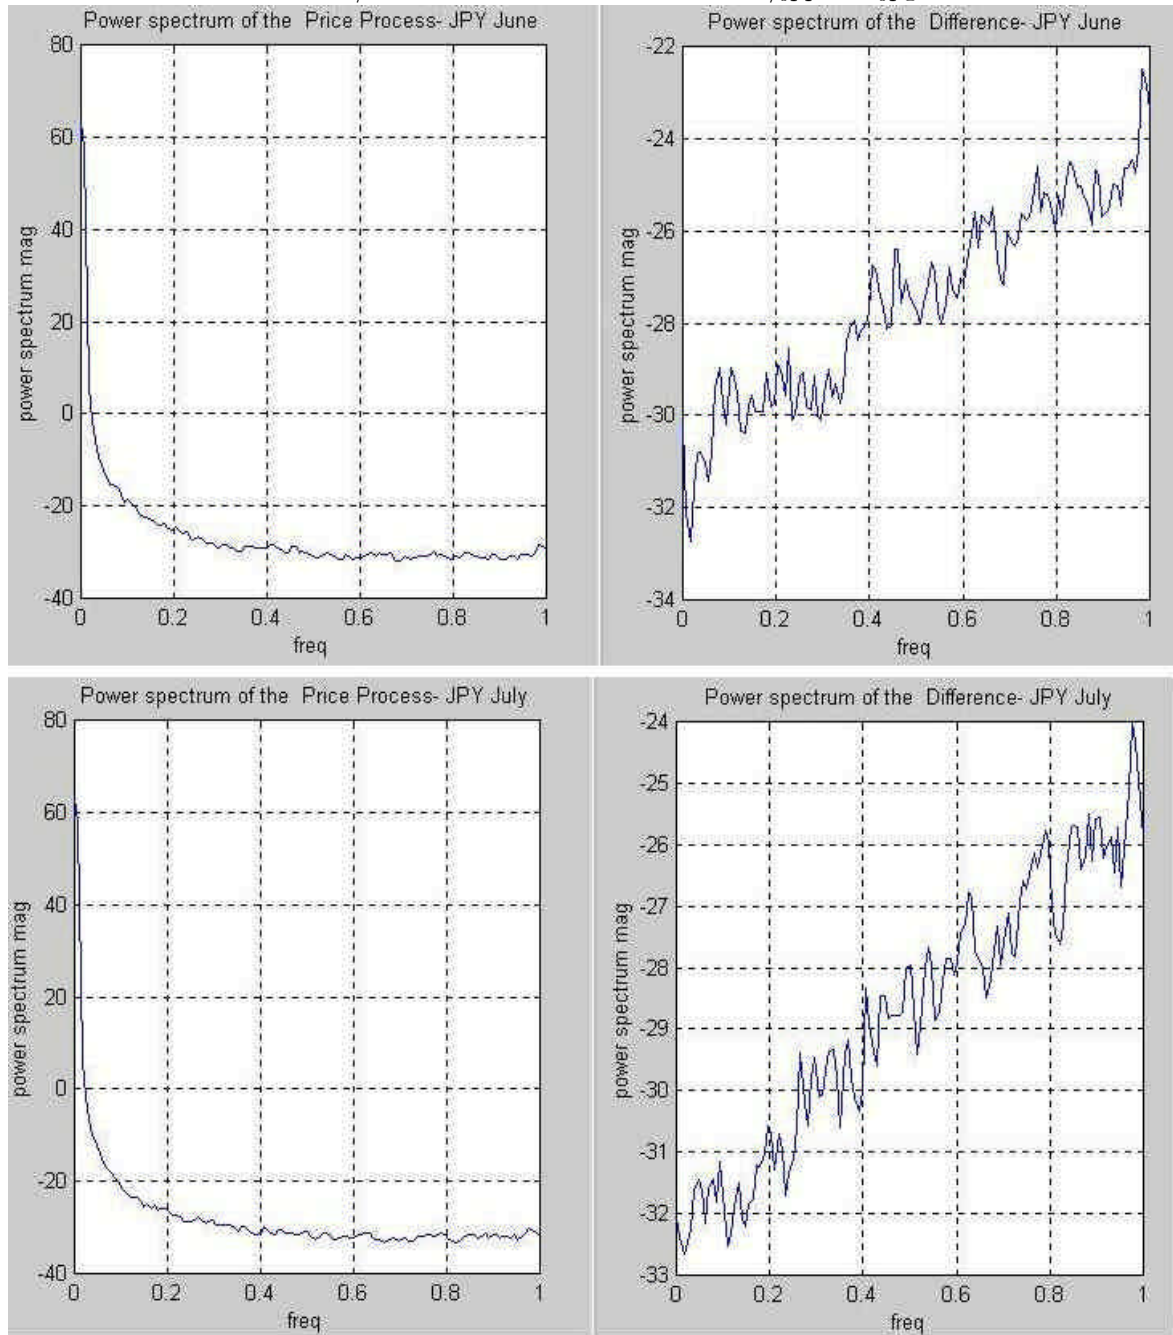 Power spectrum of the Price Process- JPY June
80
60
40
20
0
-20
-40
0 0.2 0.4 0.6 0.8 1
freq
power spectrum mag
Power spectrum of the Difference- JPY June
-22
-24
-26
-28
-30
-32
-34
0 0.2 0.4 0.6 0.8 1
freq
power spectrum mag
Power spectrum of the Price Process- JPY July
80
60
40
20
0
-20
-40
0 0.2 0.4 0.6 0.8 1
freq
power spectrum mag
Power spectrum of the Difference- JPY July
-24
-25
-26
-27
-28
-29
-30
-31
-32
-33
0 0.2 0.4 0.6 0.8 1
freq
power spectrum mag